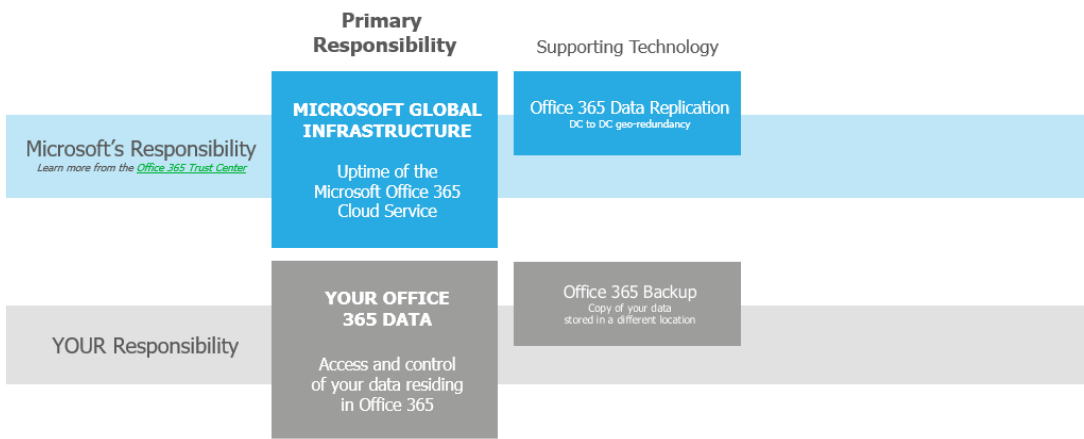 Primary
Responsibility
Supporting Technology
MICROSOFT GLOBAL
INFRASTRUCTURE
Uptime of the
Microsoft Office 365
Cloud Service
Office 365 Data Replication
DC to DC geo-redundancy
Microsoft's Responsibility
Learn more from the Office 365 Trust Center
YOUR OFFICE
365 DATA
Access and control
of your data residing
in Office 365
Office 365 Backup
Copy of your data
stored in a different location
YOUR Responsibility